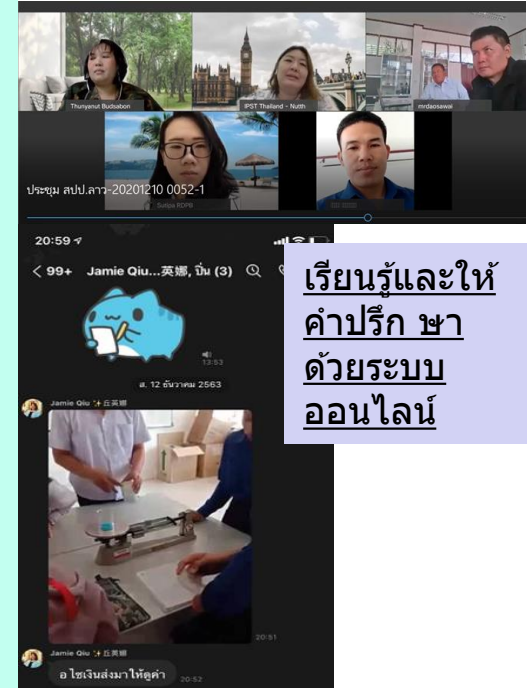 Thunyanut Budsabon
IPST Thailand - Nutth
mrdaosawai
Sutipa RDPB
ประชุม สปป.ลาว-20201210 0052-1
20:59
99+ Jamie Qiu...英娜, ปิ่น (3)
13:53
ส. 12 ธันวาคม 2563
Jamie Qiu ✨ 丘英娜
20:51
Jamie Qiu ✨ 丘英娜
อ ไซเงินส่งมาให้ดูค่า
20:52
เรียนรู้และให้
คำปรึก ษา
ด้วยระบบ
ออนไลน์